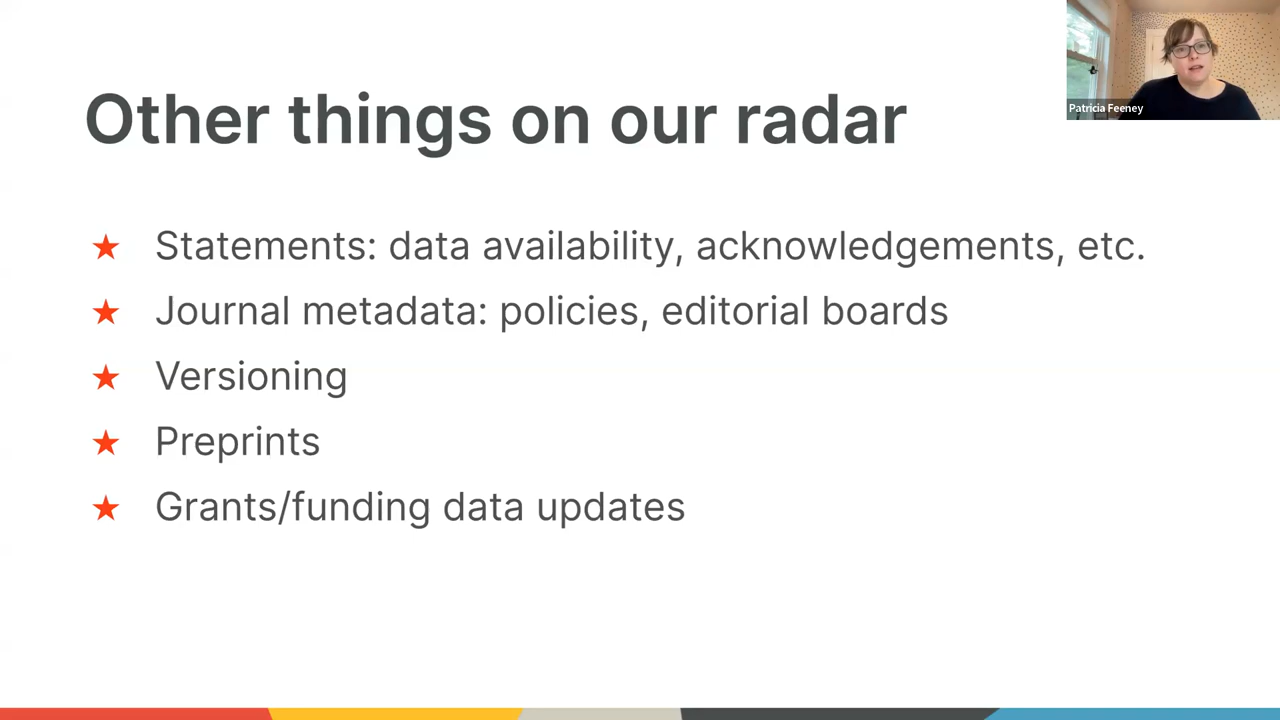 Other things on our radar
Patricia Feeney
★ Statements: data availability, acknowledgements, etc.
★ Journal metadata: policies, editorial boards
★ Versioning
★ Preprints
★ Grants/funding data updates